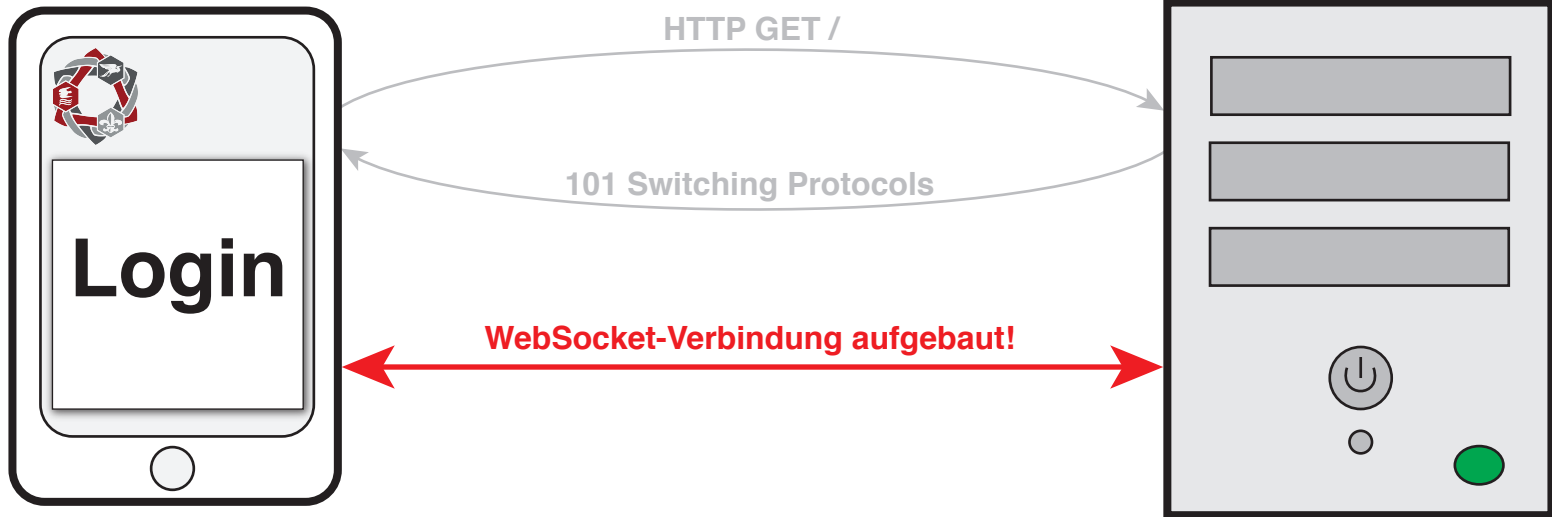 HTTP GET /
101 Switching Protocols
Login
WebSocket-Verbindung aufgebaut!